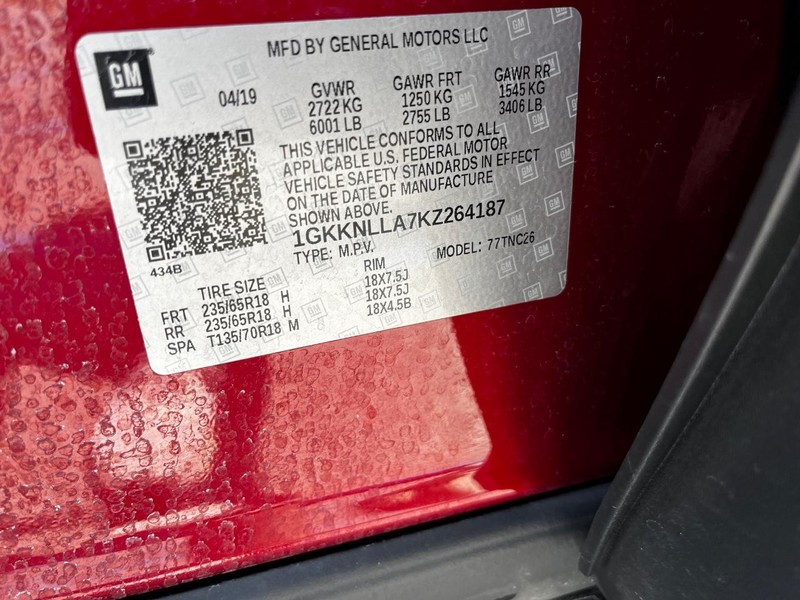 MFD BY GENERAL MOTORS LLC
GM
04/19
GVWR
2722 KG
6001 LB
GAWR FRT
1250 KG
2755 LB
GAWR RR
1545 KG
3406 LB
THIS VEHICLE CONFORMS TO ALL
APPLICABLE U.S. FEDERAL MOTOR
VEHICLE SAFETY STANDARDS IN EFFECT
ON THE DATE OF MANUFACTURE
SHOWN ABOVE.
1GKKNLLA7KZ264187
TYPE: M.P.V. MODEL: 77TNC26
434B
TIRE SIZE RIM
FRT 235/65R18 H 18X7.5J
RR 235/65R18 H 18X7.5J
SPA T135/70R18 M 18X4.5B